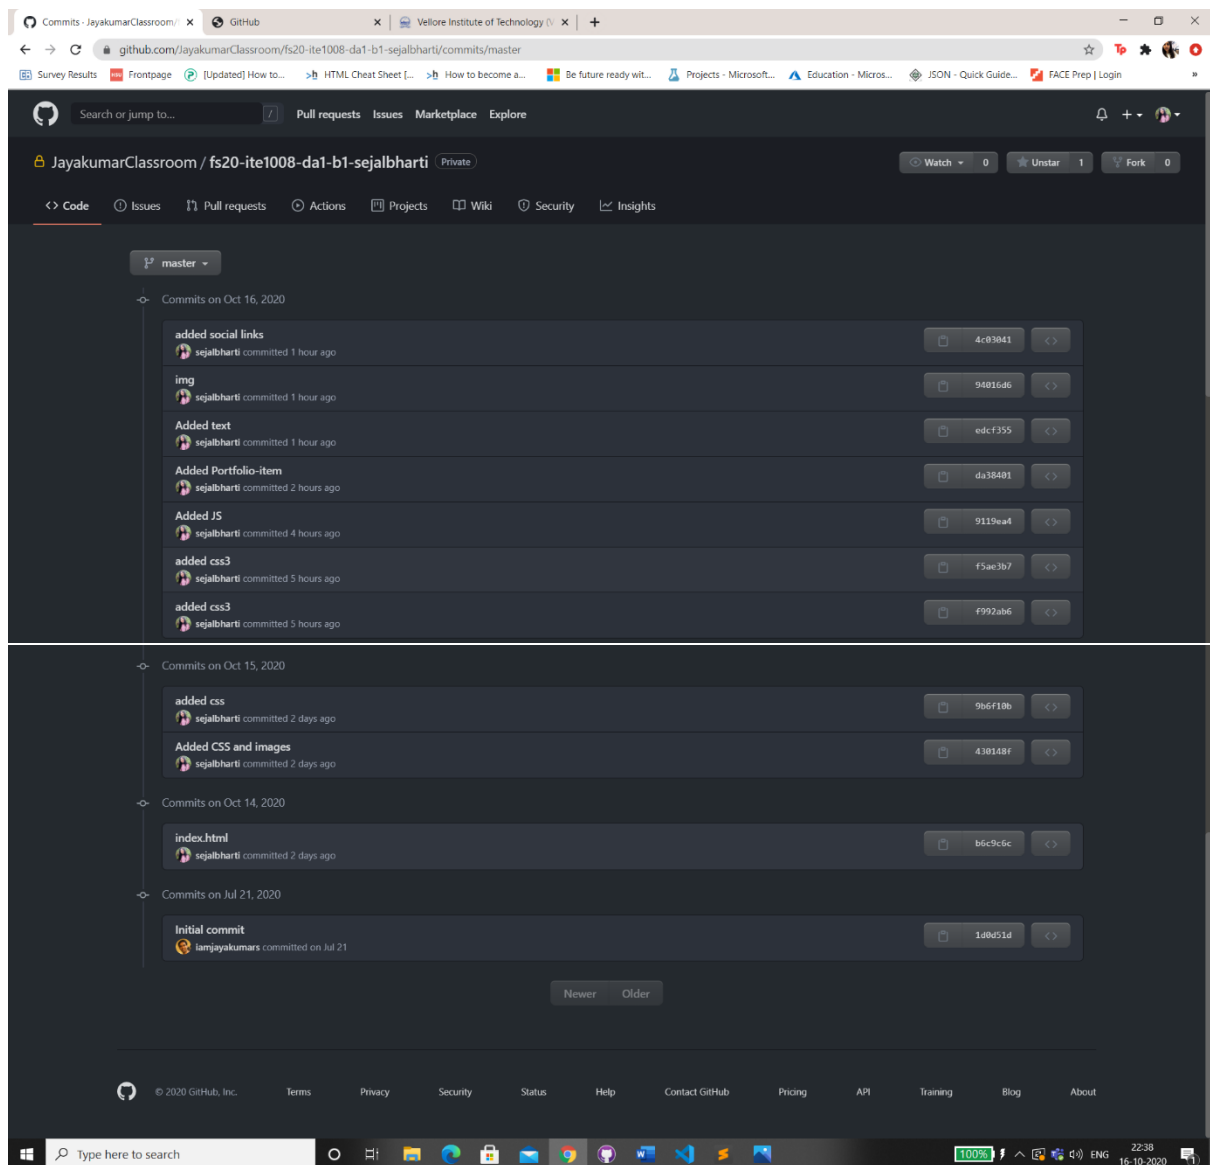 Commits · JayakumarClassroom/ GitHub Vellore Institute of Technology (V
github.com/JayakumarClassroom/fs20-ite1008-da1-b1-sejalbharti/commits/master
Survey Results Frontpage [Updated] How to... HTML Cheat Sheet [... How to become a... Be future ready wit... Projects - Microsoft... Education - Micros... JSON - Quick Guide... FACE Prep | Login »
Search or jump to... / Pull requests Issues Marketplace Explore
JayakumarClassroom / fs20-ite1008-da1-b1-sejalbharti Private Watch 0 Unstar 1 Fork 0
<> Code Issues Pull requests Actions Projects Wiki Security Insights
master
Commits on Oct 16, 2020
added social links
sejalbharti committed 1 hour ago
4c03041
img
sejalbharti committed 1 hour ago
94016d6
Added text
sejalbharti committed 1 hour ago
edcf355
Added Portfolio-item
sejalbharti committed 2 hours ago
da38401
Added JS
sejalbharti committed 4 hours ago
9119ea4
added css3
sejalbharti committed 5 hours ago
f5ae3b7
added css3
sejalbharti committed 5 hours ago
f992ab6
Commits on Oct 15, 2020
added css
sejalbharti committed 2 days ago
9b6f10b
Added CSS and images
sejalbharti committed 2 days ago
430148f
Commits on Oct 14, 2020
index.html
sejalbharti committed 2 days ago
b6c9c6c
Commits on Jul 21, 2020
Initial commit
iamjayakumars committed on Jul 21
1d0d51d
Newer Older
© 2020 GitHub, Inc. Terms Privacy Security Status Help Contact GitHub Pricing API Training Blog About
Type here to search 100% ENG 22:38
16-10-2020